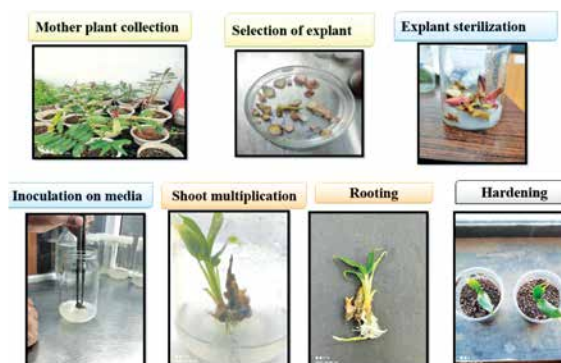 Mother plant collection
Selection of explant
Explant sterilization
Inoculation on media
Shoot multiplication
Rooting
Hardening